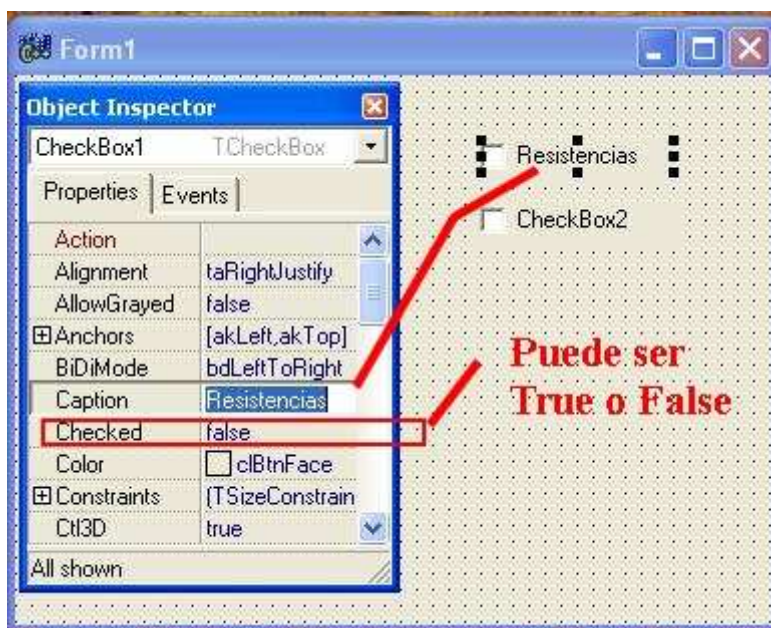 Form1
Object Inspector
CheckBox1 TCheckBox
Properties Events
Action
Alignment taRightJustify
AllowGrayed false
Anchors [akLeft,akTop]
BiDiMode bdLeftToRight
Caption Resistencias
Checked false
Color clBtnFace
Constraints (TSizeConstrain
Ctl3D true
All shown
Resistencias
CheckBox2
Puede ser
True o False